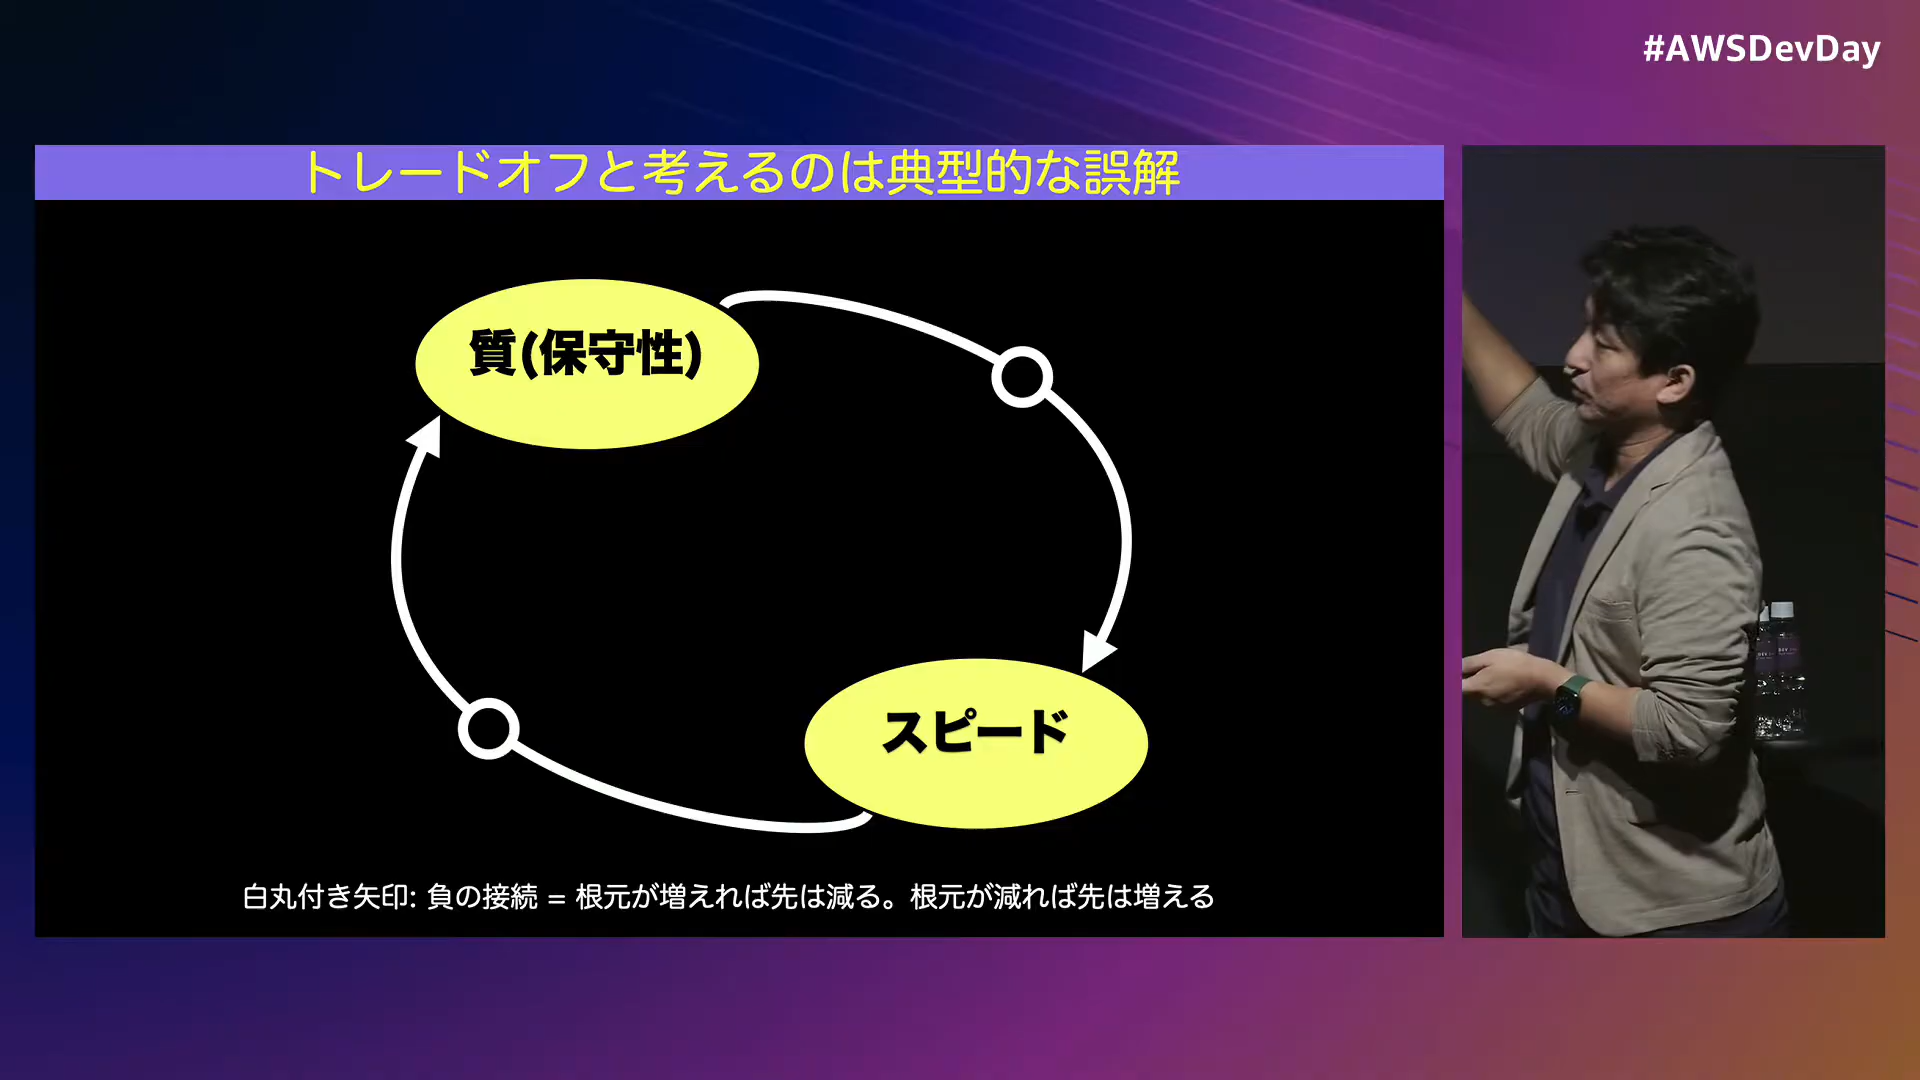 #AWSDevDay
トレードオフと考えるのは典型的な誤解
質(保守性)
スピード
白丸付き矢印: 負の接続 = 根元が増えれば先は減る。根元が減れば先は増える